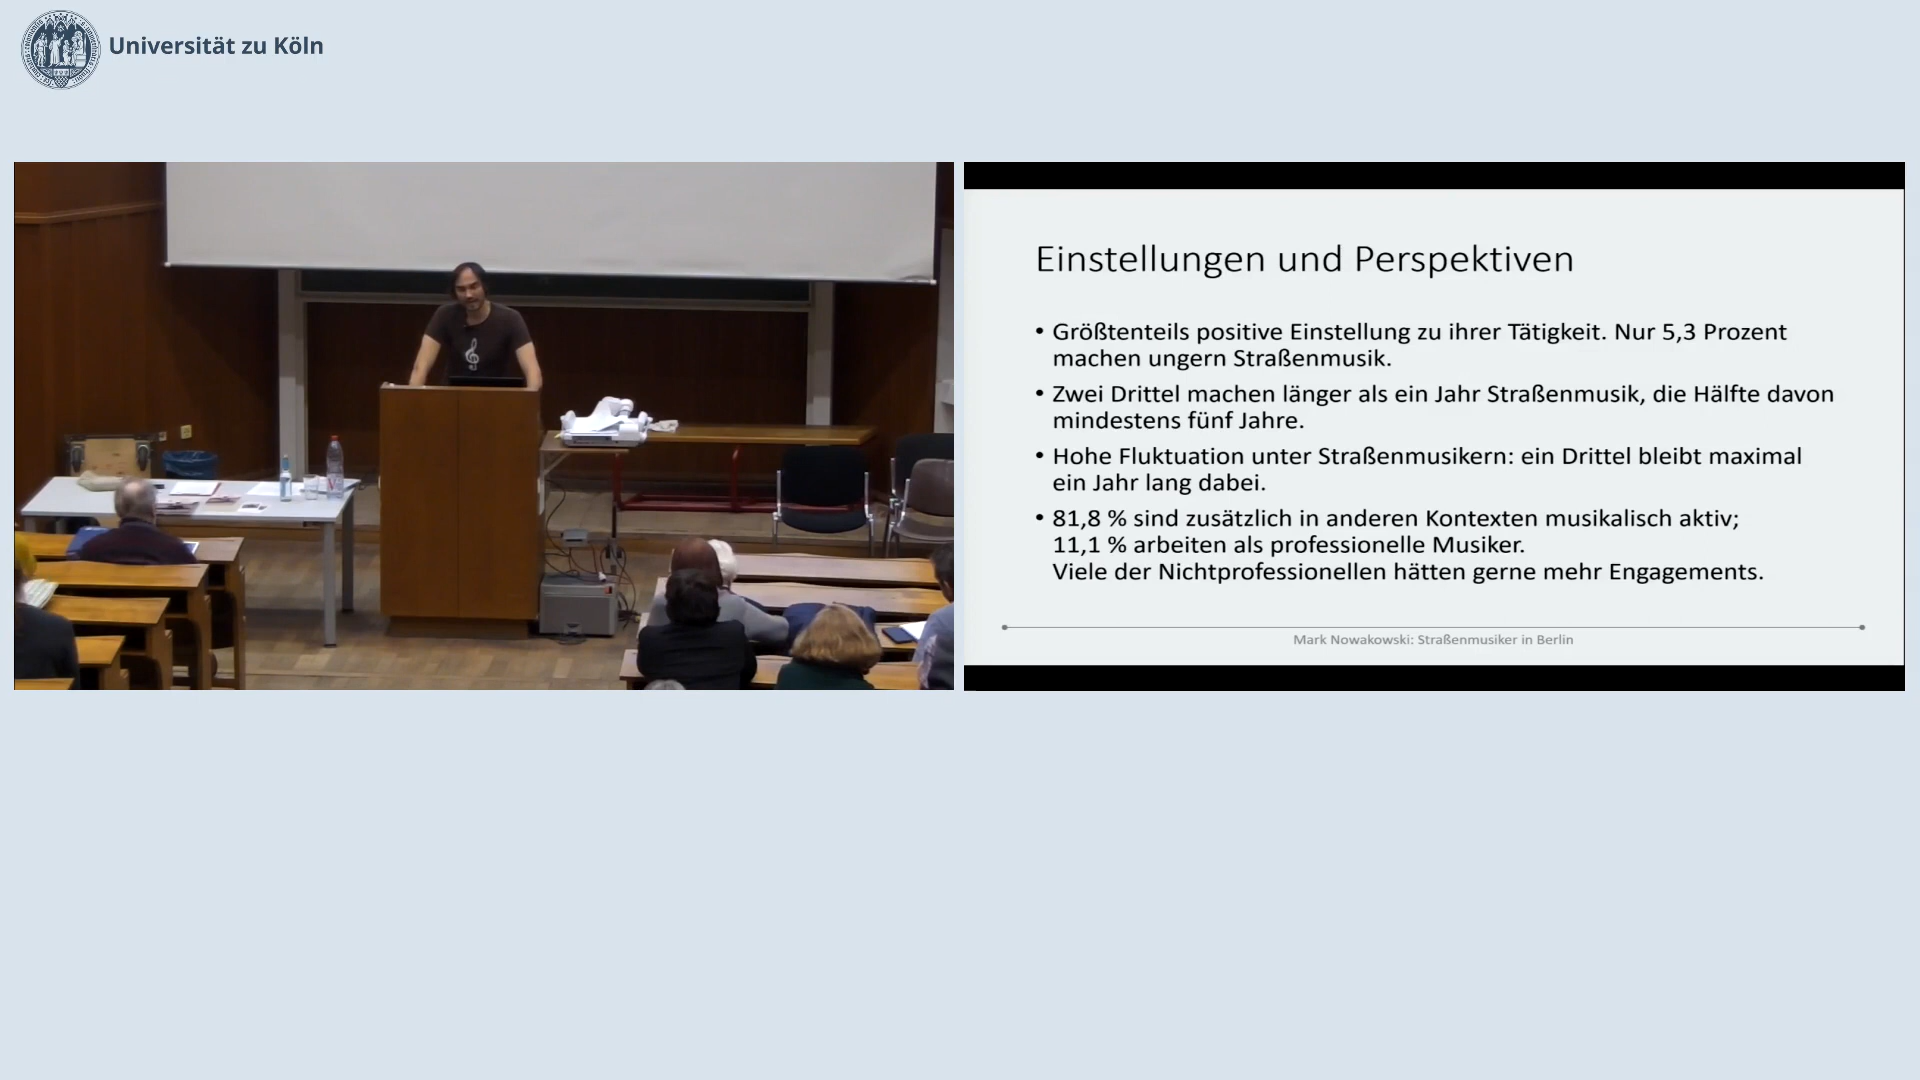 Universität zu Köln
Einstellungen und Perspektiven
• Größtenteils positive Einstellung zu ihrer Tätigkeit. Nur 5,3 Prozent
machen ungern Straßenmusik.
• Zwei Drittel machen länger als ein Jahr Straßenmusik, die Hälfte davon
mindestens fünf Jahre.
• Hohe Fluktuation unter Straßenmusikern: ein Drittel bleibt maximal
ein Jahr lang dabei.
• 81,8 % sind zusätzlich in anderen Kontexten musikalisch aktiv;
11,1 % arbeiten als professionelle Musiker.
Viele der Nichtprofessionellen hätten gerne mehr Engagements.
Mark Nowakowski: Straßenmusiker in Berlin